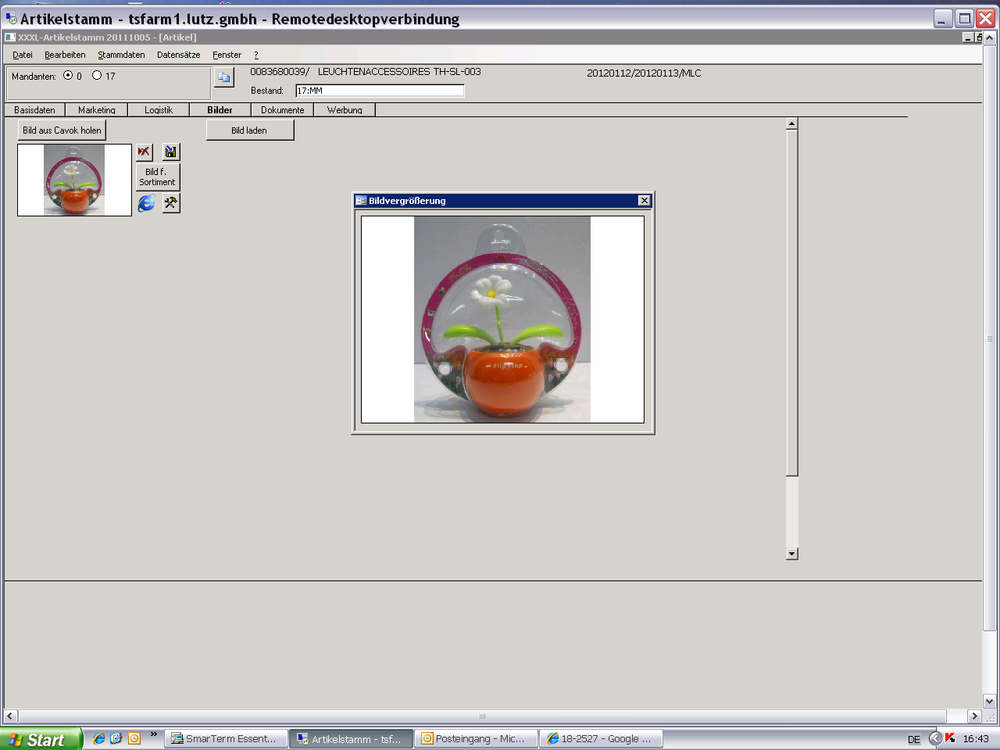 Artikelstamm - tsfarm1.lutz.gmbh - Remotedesktopverbindung
XXXL-Artikelstamm 20111005 - [Artikel]
Datei Bearbeiten Stammdaten Datensätze Fenster ?
Mandanten: 0 17
0083680039/ LEUCHTENACCESSOIRES TH-SL-003
20120112/20120113/MLC
Bestand: 17:MM
Basisdaten Marketing Logistik Bilder Dokumente Werbung
Bild aus Cavok holen
Bild laden
Bild f.
Sortiment
Bildvergrößerung
Flip Flap
Start
SmarTerm Essent...
Artikelstamm - tsf...
Posteingang - Mic...
18-2527 - Google ...
DE
16:43